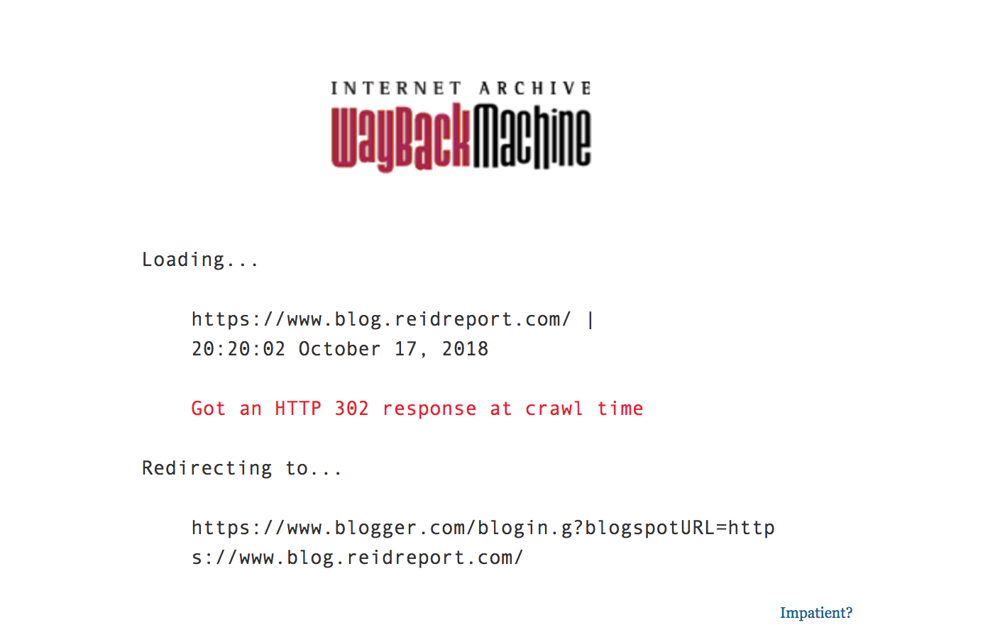 INTERNET ARCHIVE
WayBackMachine
Loading...
https://www.blog.reidreport.com/ |
20:20:02 October 17, 2018
Got an HTTP 302 response at crawl time
Redirecting to...
https://www.blogger.com/blogin.g?blogspotURL=http
s://www.blog.reidreport.com/
Impatient?